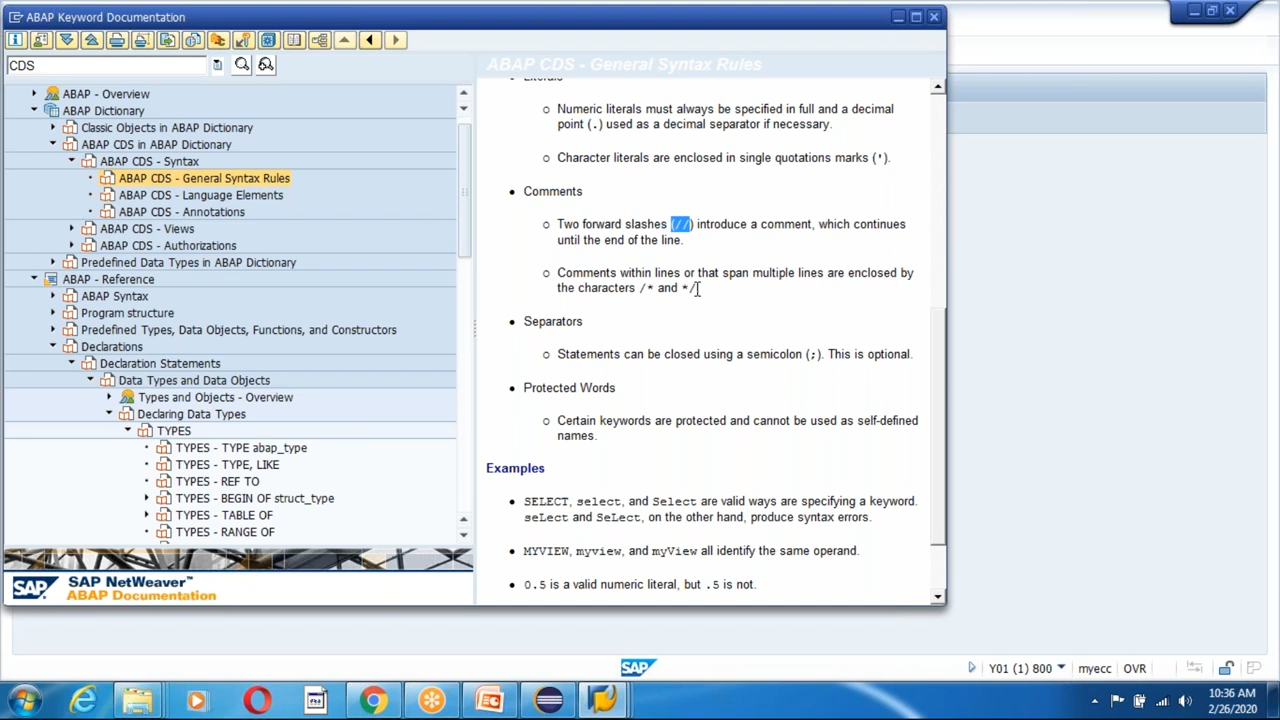 ABAP Keyword Documentation
CDS
ABAP - Overview
ABAP Dictionary
Classic Objects in ABAP Dictionary
ABAP CDS in ABAP Dictionary
ABAP CDS - Syntax
ABAP CDS - General Syntax Rules
ABAP CDS - Language Elements
ABAP CDS - Annotations
ABAP CDS - Views
ABAP CDS - Authorizations
Predefined Data Types in ABAP Dictionary
ABAP - Reference
ABAP Syntax
Program structure
Predefined Types, Data Objects, Functions, and Constructors
Declarations
Declaration Statements
Data Types and Data Objects
Types and Objects - Overview
Declaring Data Types
TYPES
TYPES - TYPE abap_type
TYPES - TYPE, LIKE
TYPES - REF TO
TYPES - BEGIN OF struct_type
TYPES - TABLE OF
TYPES - RANGE OF
SAP SAP NetWeaver™
ABAP Documentation
ABAP CDS - General Syntax Rules
Literals
Numeric literals must always be specified in full and a decimal
point (.) used as a decimal separator if necessary.
Character literals are enclosed in single quotations marks (').
Comments
Two forward slashes (//) introduce a comment, which continues
until the end of the line.
Comments within lines or that span multiple lines are enclosed by
the characters /* and */
Separators
Statements can be closed using a semicolon (;). This is optional.
Protected Words
Certain keywords are protected and cannot be used as self-defined
names.
Examples
SELECT, select, and Select are valid ways are specifying a keyword.
seLect and SeLect, on the other hand, produce syntax errors.
MYVIEW, myview, and myView all identify the same operand.
0.5 is a valid numeric literal, but .5 is not.
SAP
Y01 (1) 800
myecc
OVR
10:36 AM
2/26/2020